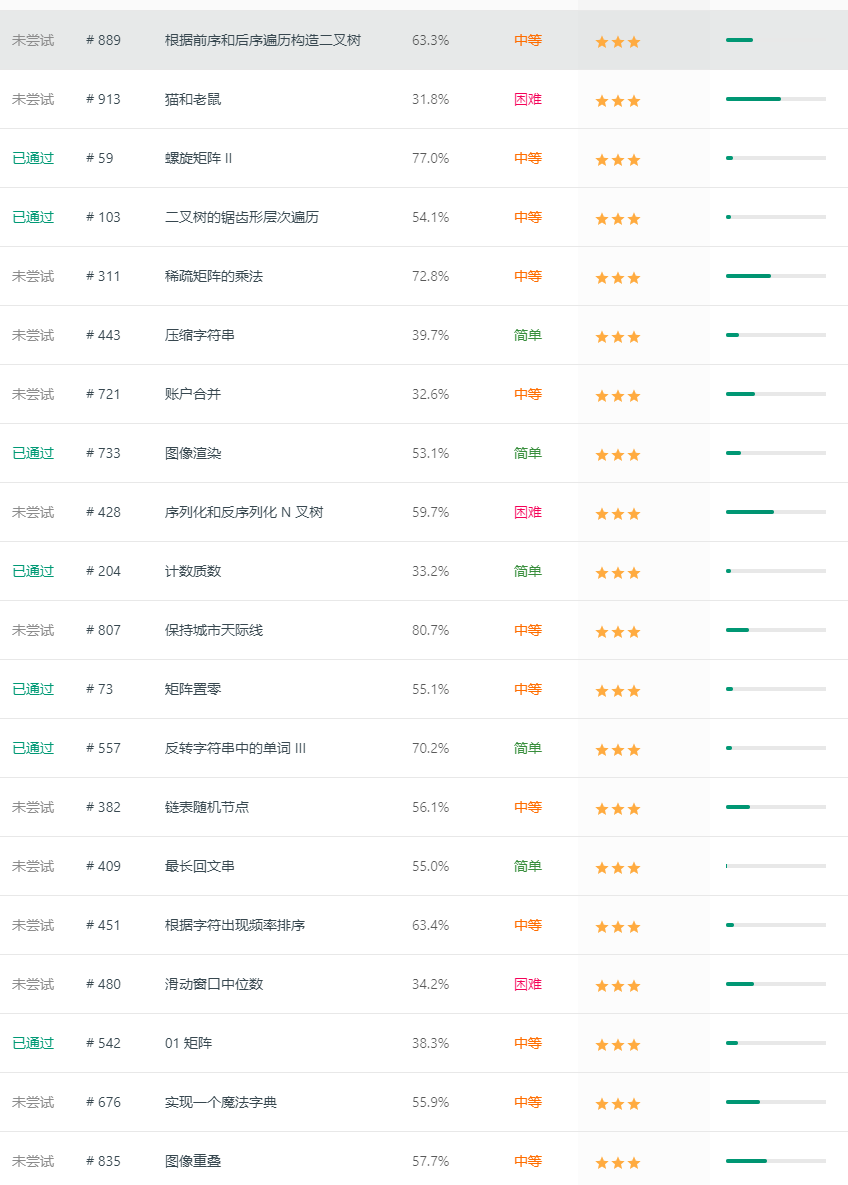 未尝试 # 889 根据前序和后序遍历构造二叉树 63.3% 中等
未尝试 # 913 猫和老鼠 31.8% 困难
已通过 # 59 螺旋矩阵 II 77.0% 中等
已通过 # 103 二叉树的锯齿形层次遍历 54.1% 中等
未尝试 # 311 稀疏矩阵的乘法 72.8% 中等
未尝试 # 443 压缩字符串 39.7% 简单
未尝试 # 721 账户合并 32.6% 中等
已通过 # 733 图像渲染 53.1% 简单
未尝试 # 428 序列化和反序列化 N 叉树 59.7% 困难
已通过 # 204 计数质数 33.2% 简单
未尝试 # 807 保持城市天际线 80.7% 中等
已通过 # 73 矩阵置零 55.1% 中等
已通过 # 557 反转字符串中的单词 III 70.2% 简单
未尝试 # 382 链表随机节点 56.1% 中等
未尝试 # 409 最长回文串 55.0% 简单
未尝试 # 451 根据字符出现频率排序 63.4% 中等
未尝试 # 480 滑动窗口中位数 34.2% 困难
已通过 # 542 01 矩阵 38.3% 中等
未尝试 # 676 实现一个魔法字典 55.9% 中等
未尝试 # 835 图像重叠 57.7% 中等